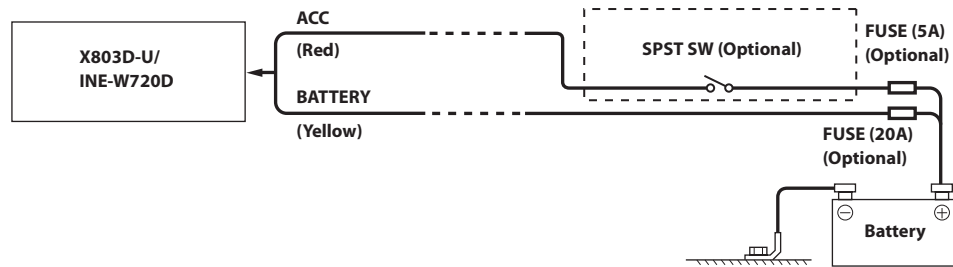 ACC
(Red)
X803D-U/
INE-W720D
BATTERY
(Yellow)
SPST SW (Optional)
FUSE (5A)
(Optional)
FUSE (20A)
(Optional)
Battery